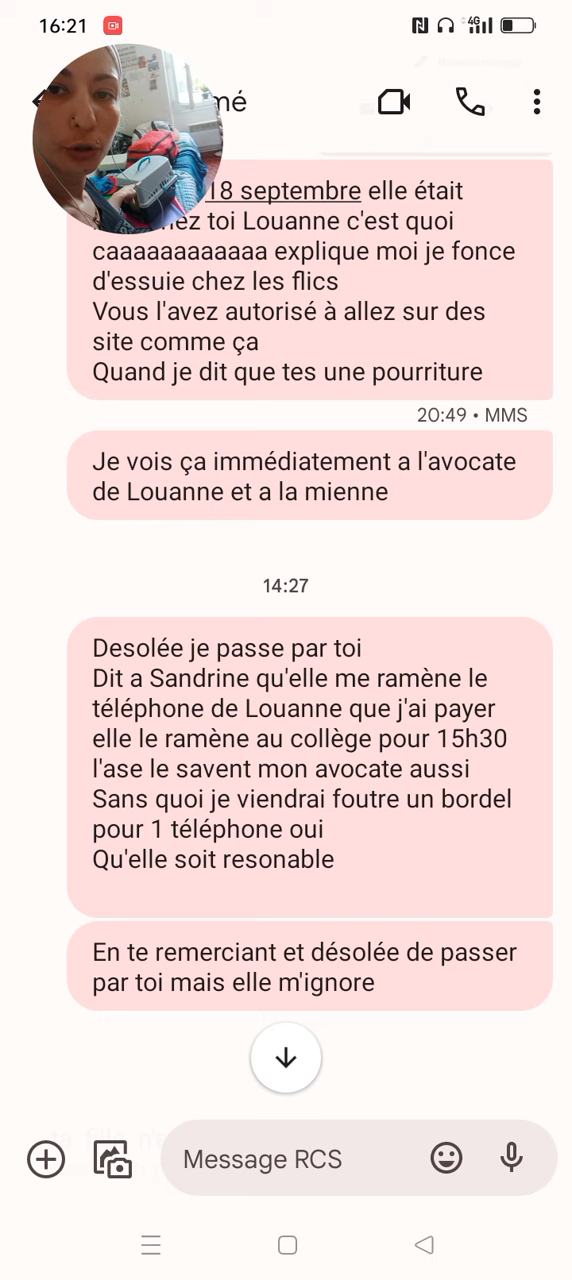 16:21
4G
mé
18 septembre elle était
ez toi Louanne c'est quoi
caaaaaaaaaaaa explique moi je fonce
d'essuie chez les flics
Vous l'avez autorisé à allez sur des
site comme ça
Quand je dit que tes une pourriture
20:49 • MMS
Je vois ça immédiatement a l'avocate
de Louanne et a la mienne
14:27
Desolée je passe par toi
Dit a Sandrine qu'elle me ramène le
téléphone de Louanne que j'ai payer
elle le ramène au collège pour 15h30
l'ase le savent mon avocate aussi
Sans quoi je viendrai foutre un bordel
pour 1 téléphone oui
Qu'elle soit resonable
En te remerciant et désolée de passer
par toi mais elle m'ignore
Message RCS